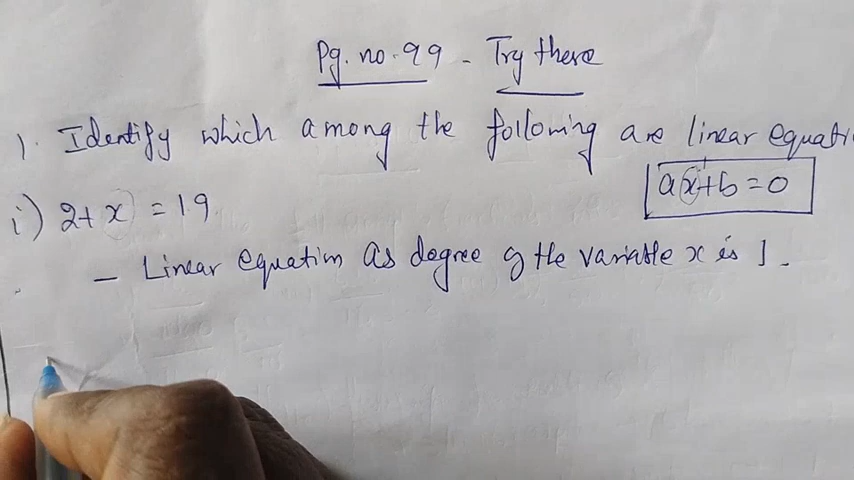 Pg. no. 99 - Try these
1. Identify which among the following are linear equati
i) 2+x = 19
ax¹+b=0
- Linear equation as degree of the variable x is 1.